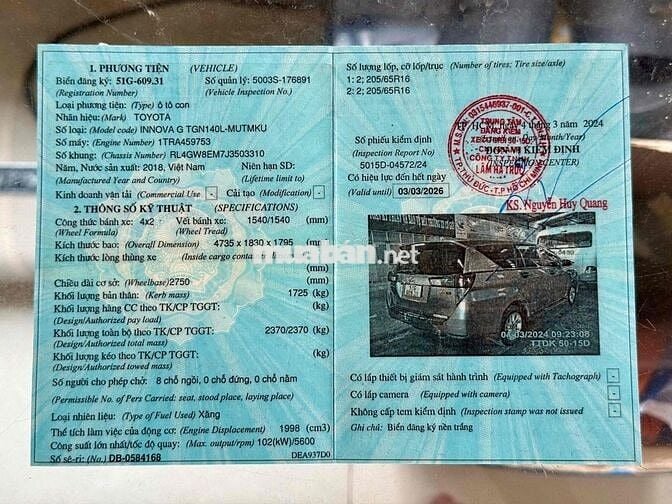 1. PHƯƠNG TIỆN (VEHICLE)
Biển đăng ký: 51G-609.31 Số quản lý: 5003S-176891
(Registration Number) (Vehicle Inspection No.)
Loại phương tiện: (Type) ô tô con
Nhãn hiệu: (Mark) TOYOTA
Số loại: (Model code) INNOVA G TGN140L-MUTMKU
Số máy: (Engine Number) 1TRA459753
Số khung: (Chassis Number) RL4GW8EM7J3503310
Năm, Nước sản xuất: 2018, Việt Nam Niên hạn SD:
(Manufactured Year and Country) (Lifetime limit to)
Kinh doanh vận tải (Commercial Use) - Cải tạo (Modification) -
2. THÔNG SỐ KỸ THUẬT (SPECIFICATIONS)
Công thức bánh xe: 4x2 Vết bánh xe: 1540/1540 (mm)
(Wheel Formula) (Wheel Tread)
Kích thước bao: (Overall Dimension) 4735 x 1830 x 1795 (mm)
Kích thước lòng thùng xe (mm)
(Inside cargo
muaban.net
Chiều dài cơ sở: (Wheelbase) 2750 (mm)
Khối lượng bản thân: (Kerb mass) 1725 (kg)
Khối lượng hàng CC theo TK/CP TGGT: (kg)
(Design/Authorized pay load)
Khối lượng toàn bộ theo TK/CP TGGT: 2370/2370 (kg)
(Design/Authorized total mass)
Khối lượng kéo theo TK/CP TGGT: (kg)
(Design/Authorized towed mass)
Số người cho phép chở: 8 chỗ ngồi, 0 chỗ đứng, 0 chỗ nằm
(Permissible No. of Pers Carried: seat, stood place, laying place)
Loại nhiên liệu: (Type of Fuel Used) Xăng
Thể tích làm việc của động cơ: (Engine Displacement) 1998 (cm3)
Công suất lớn nhất/tốc độ quay: (Max. output/rpm) 102(kW)/5600
Số sê-ri: (No.) DB-0584168 DEA937D0
Số lượng lốp, cỡ lốp/trục (Number of tires; Tire size/axle)
1: 2; 205/65R16
2: 2; 205/65R16
3 năm 2024
Số phiếu kiểm định
(Inspection Report No)
5015D-04572/24
TRUNG TÂM
ĐĂNG KIỂM
CÔNG TY TNHH
LÂM HÀ TRÚC
KIỂM ĐỊNH
CENTER)
Có hiệu lực đến hết ngày
(Valid until) 03/03/2026
KS. Nguyễn Huy Quang
04/03/2024 09:23:08
TTDK 50-15D
Có lắp thiết bị giám sát hành trình (Equipped with Tachograph) -
Có lắp camera (Equipped with camera) -
Không cấp tem kiểm định (Inspection stamp was not issued -
Ghi chú: Biển đăng ký nền trắng